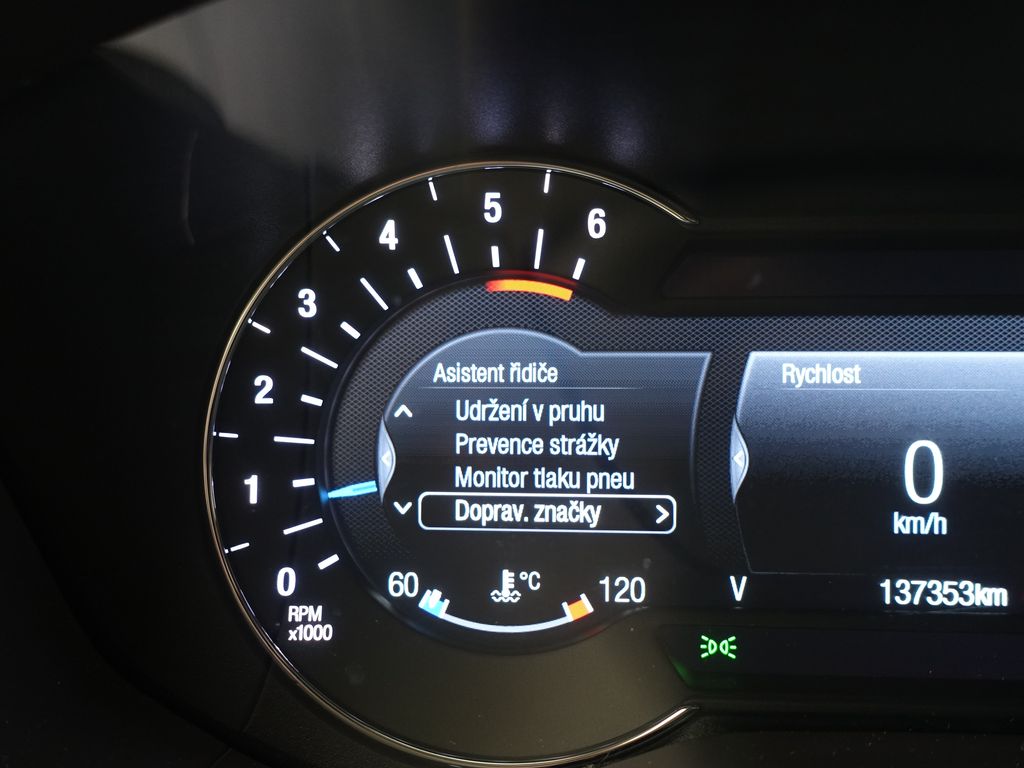 6
5
4
3
2
1
0
RPM
x1000
Asistent řidiče
Udržení v pruhu
Prevence strážky
Monitor tlaku pneu
Doprav. značky
60
°C
120
Rychlost
0
km/h
V
137353km